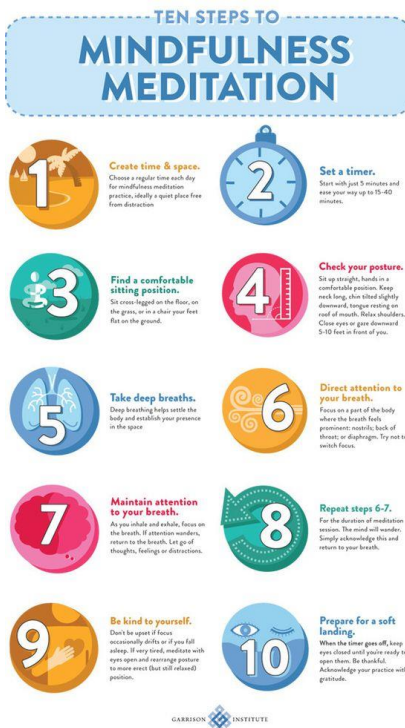 TEN STEPS TO
MINDFULNESS
MEDITATION
1
Create time & space.
Choose a regular time each day
for mindfulness meditation
practice, ideally a quiet place free
from distraction
2
Set a timer.
Start with just 5 minutes and
ease your way up to 15-40
minutes.
3
Find a comfortable
sitting position.
Sit cross-legged on the floor, on
the grass, or in a chair your feet
flat on the ground.
4
Check your posture.
Sit up straight, hands in a
comfortable position. Keep
neck long, chin tilted slightly
downward, tongue resting on
roof of mouth. Relax shoulders.
Close eyes or gaze downward
5-10 feet in front of you.
5
Take deep breaths.
Deep breathing helps settle the
body and establish your presence
in the space
6
Direct attention to
your breath.
Focus on a part of the body
where the breath feels
prominent: nostrils; back of
throat; or diaphragm. Try not to
switch focus.
7
Maintain attention
to your breath.
As you inhale and exhale, focus on
the breath. If attention wanders,
return to the breath. Let go of
thoughts, feelings or distractions.
8
Repeat steps 6-7.
For the duration of meditation
session. The mind will wander.
Simply acknowledge this and
return to your breath.
9
Be kind to yourself.
Don't be upset if focus
occasionally drifts or if you fall
asleep. If very tired, meditate with
eyes open and rearrange posture
to more erect (but still relaxed)
position.
10
Prepare for a soft
landing.
When the timer goes off, keep
eyes closed until you're ready to
open them. Be thankful.
Acknowledge your practice with
gratitude.
GARRISON INSTITUTE